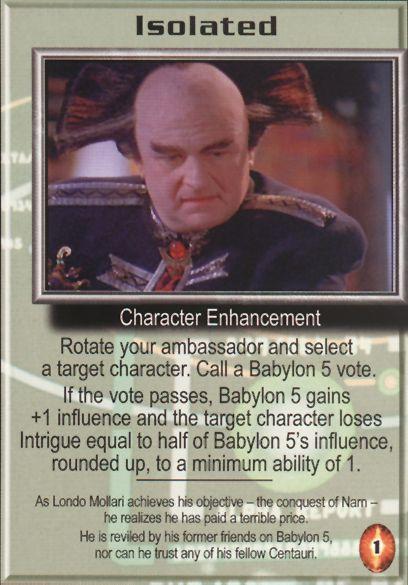 Isolated
Character Enhancement
Rotate your ambassador and select
a target character. Call a Babylon 5 vote.
If the vote passes, Babylon 5 gains
+1 influence and the target character loses
Intrigue equal to half of Babylon 5's influence,
rounded up, to a minimum ability of 1.
As Londo Mollari achieves his objective – the conquest of Narn –
he realizes he has paid a terrible price.
He is reviled by his former friends on Babylon 5,
nor can he trust any of his fellow Centauri.
1